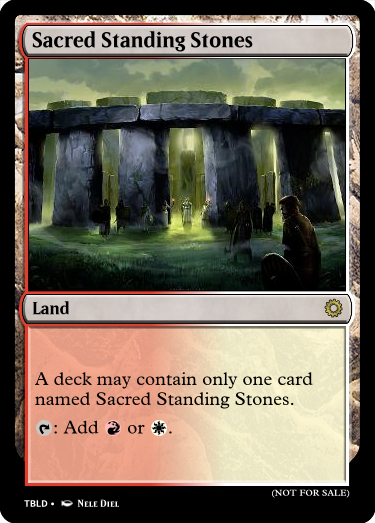 Sacred Standing Stones
Land
A deck may contain only one card
named Sacred Standing Stones.
: Add or .
(NOT FOR SALE)
TBLD • Nele Diel